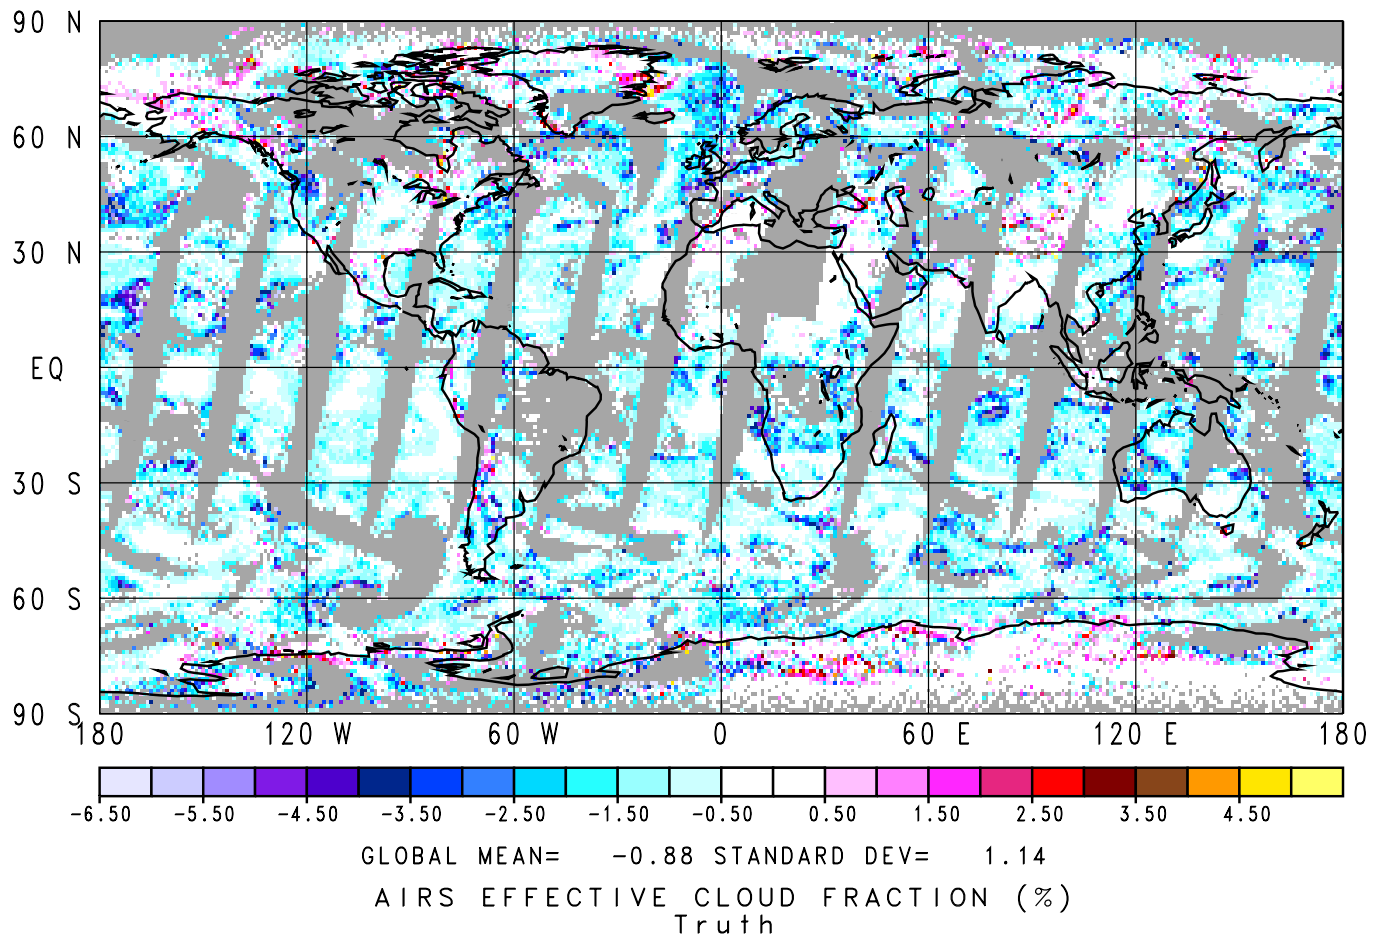 90 N
60 N
30 N
EQ
30 S
60 S
90 S
180 120 W 60 W 0 60 E 120 E 180
-6.50 -5.50 -4.50 -3.50 -2.50 -1.50 -0.50 0.50 1.50 2.50 3.50 4.50
GLOBAL MEAN= -0.88 STANDARD DEV= 1.14
AIRS EFFECTIVE CLOUD FRACTION (%)
Truth